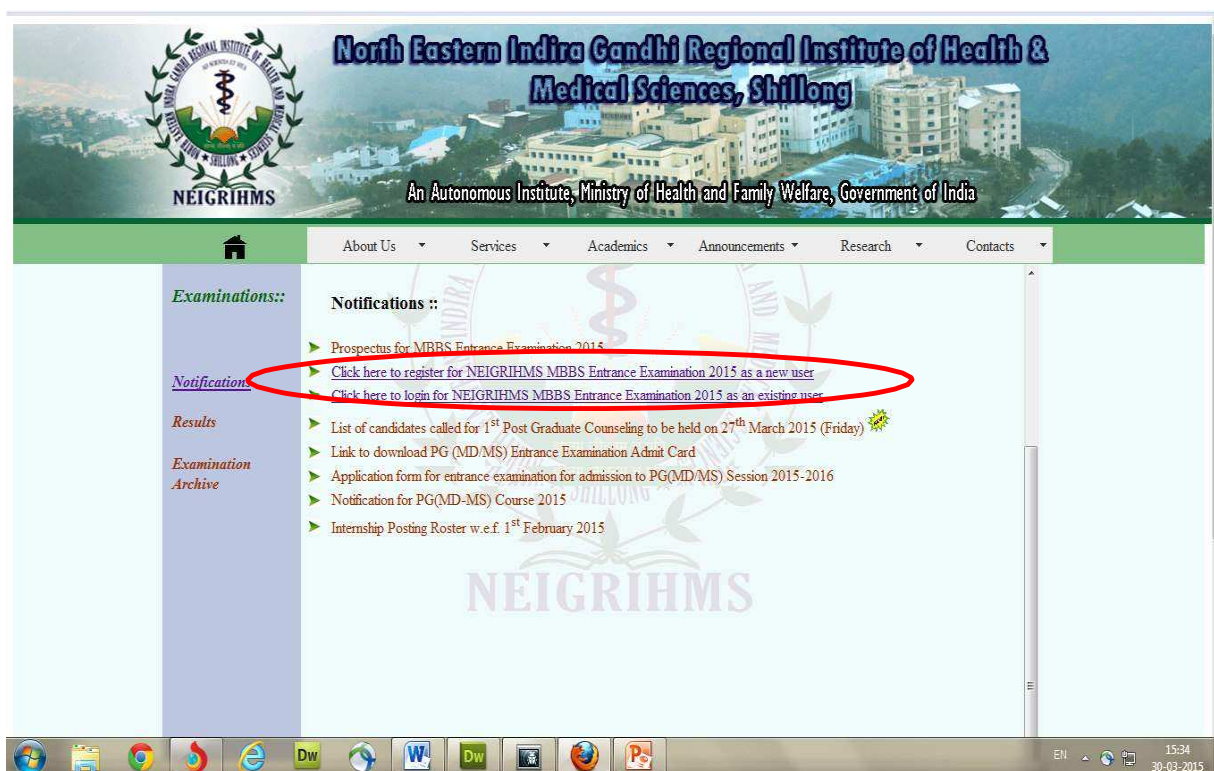 North Eastern Indira Gandhi Regional Institute of Health &
Medical Sciences, Shillong
An Autonomous Institute, Ministry of Health and Family Welfare, Government of India
NEIGRIHMS
About Us
Services
Academics
Announcements
Research
Contacts
Examinations::
Notifications
Results
Examination
Archive
Notifications ::
Prospectus for MBBS Entrance Examination 2015
Click here to register for NEIGRIHMS MBBS Entrance Examination 2015 as a new user
Click here to login for NEIGRIHMS MBBS Entrance Examination 2015 as an existing user
List of candidates called for 1st Post Graduate Counseling to be held on 27th March 2015 (Friday)
Link to download PG (MD/MS) Entrance Examination Admit Card
Application form for entrance examination for admission to PG(MD/MS) Session 2015-2016
Notification for PG(MD-MS) Course 2015
Internship Posting Roster w.e.f. 1st February 2015
SHILLONG
NEIGRIHMS
Dw
W
Dw
P
EN
15:34
30-03-2015